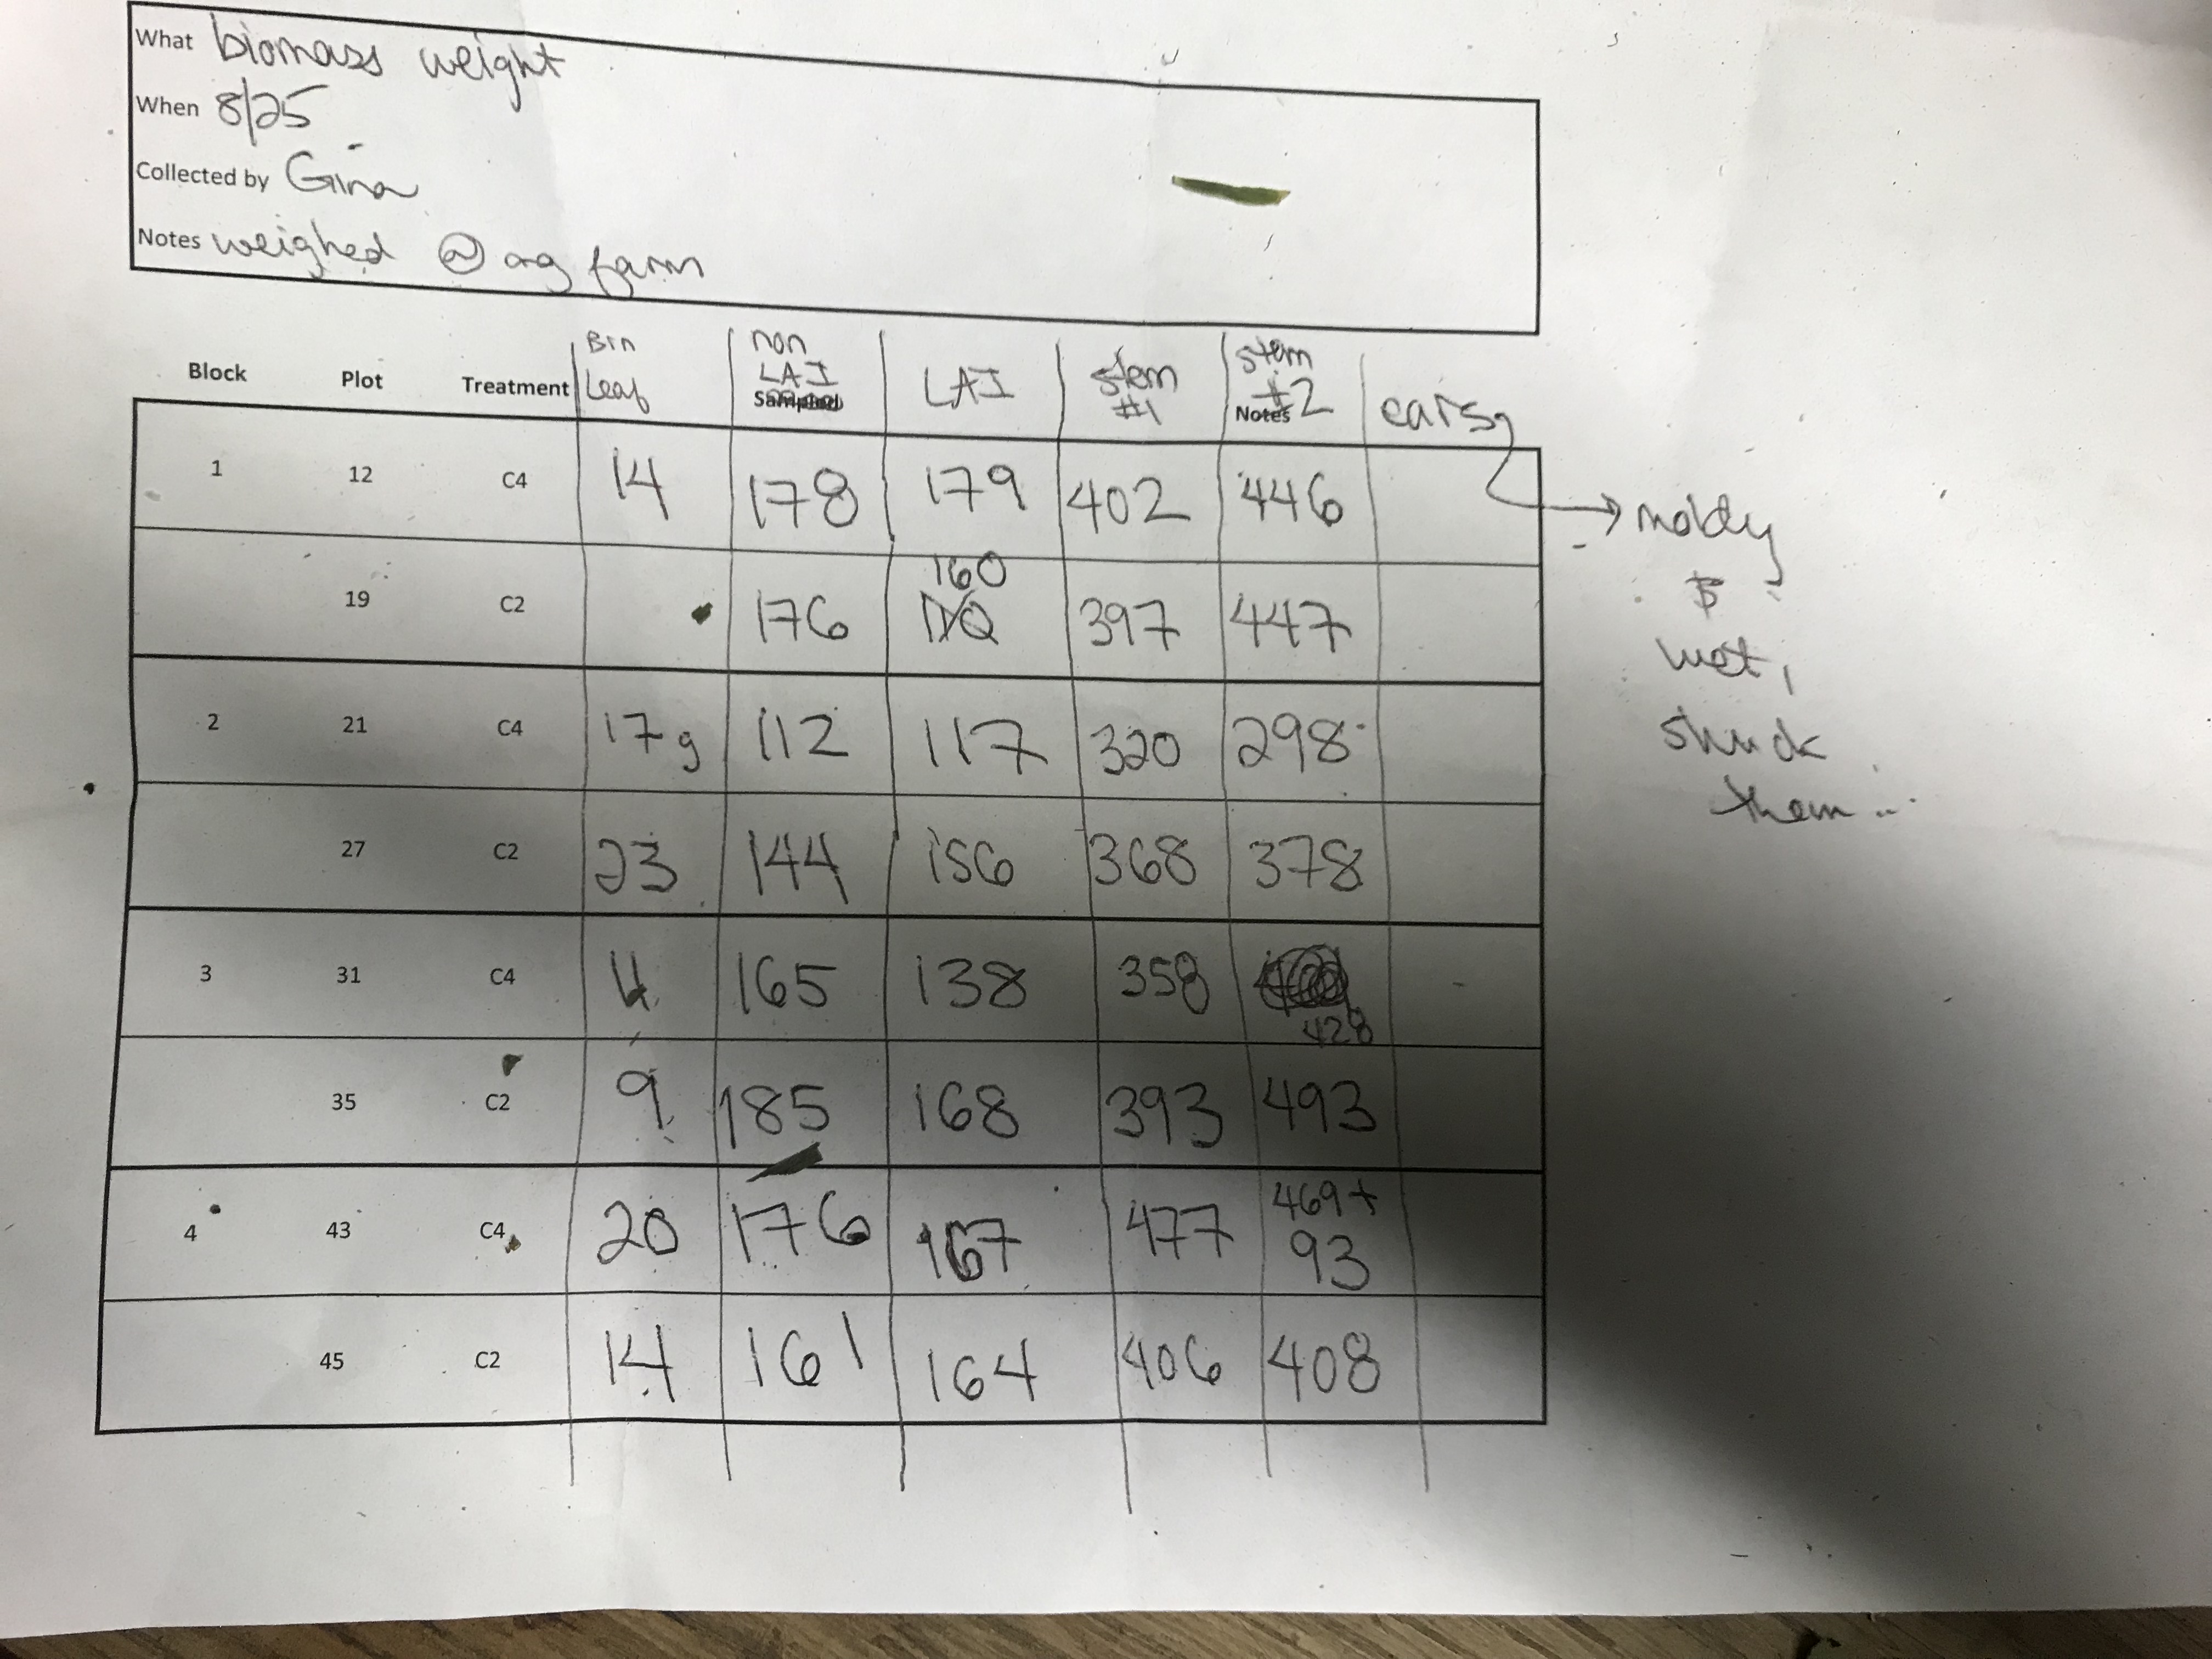 What biomass weight
When 8/25
Collected by Gina
Notes weighed @ ag farm
Block Plot Treatment Bin Leaf non LAI LAI stem #1 stem #2 Notes ears
1 12 C4 14 178 179 402 446
19 C2 176 160 397 447
2 21 C4 17g 112 117 320 298
27 C2 23 144 156 368 378
3 31 C4 165 138 358 428
35 C2 9 185 168 393 493
4 43 C4 20 176 167 477 469+ 93
45 C2 14 161 164 406 408
moldy
&
wet,
shuck
them...